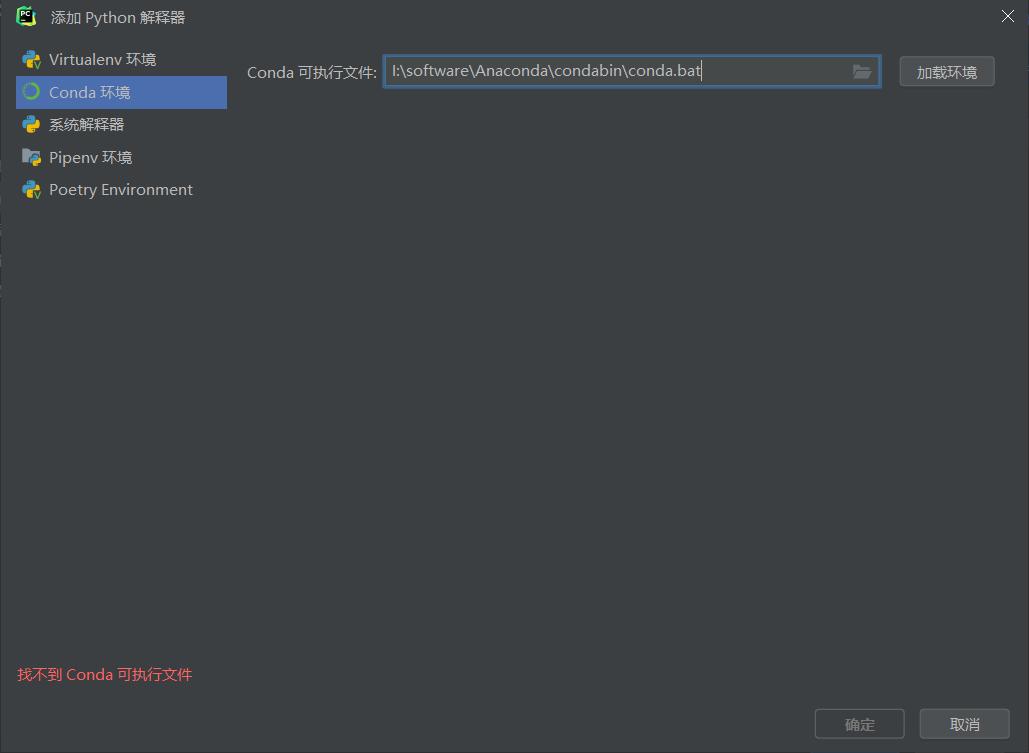 添加 Python 解释器
Virtualenv 环境
Conda 环境
系统解释器
Pipenv 环境
Poetry Environment
Conda 可执行文件: I:\software\Anaconda\condabin\conda.bat 加载环境
找不到 Conda 可执行文件
确定 取消